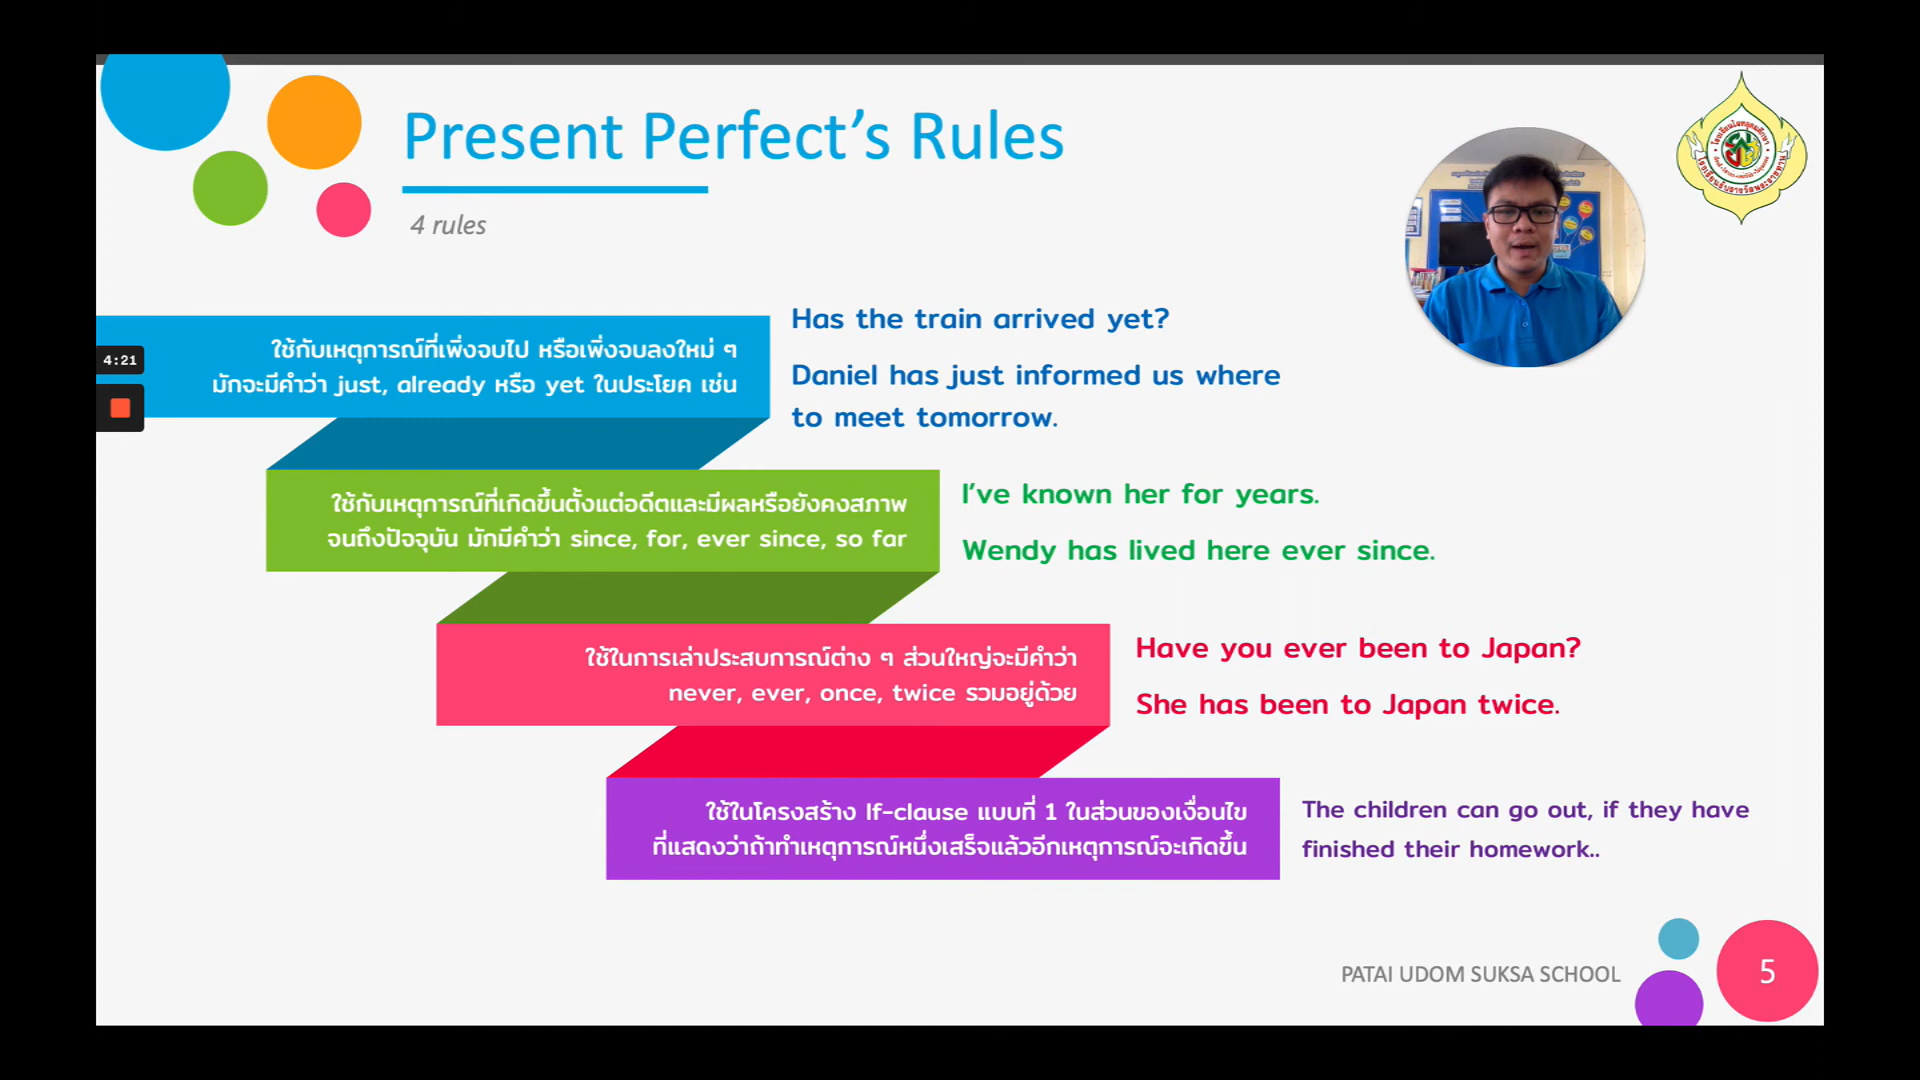 Present Perfect’s Rules
4 rules
4:21
ใช้กับเหตุการณ์ที่เพิ่งจบไป หรือเพิ่งจบลงใหม่ ๆ
มักจะมีคำว่า just, already หรือ yet ในประโยค เช่น
Has the train arrived yet?
Daniel has just informed us where
to meet tomorrow.
ใช้กับเหตุการณ์ที่เกิดขึ้นตั้งแต่อดีตและมีผลหรือยังคงสภาพ
จนถึงปัจจุบัน มักมีคำว่า since, for, ever since, so far
I’ve known her for years.
Wendy has lived here ever since.
ใช้ในการเล่าประสบการณ์ต่าง ๆ ส่วนใหญ่จะมีคำว่า
never, ever, once, twice รวมอยู่ด้วย
Have you ever been to Japan?
She has been to Japan twice.
ใช้ในโครงสร้าง If-clause แบบที่ 1 ในส่วนของเงื่อนไข
ที่แสดงว่าถ้าทำเหตุการณ์หนึ่งเสร็จแล้วอีกเหตุการณ์จะเกิดขึ้น
The children can go out, if they have
finished their homework..
PATAI UDOM SUKSA SCHOOL
5